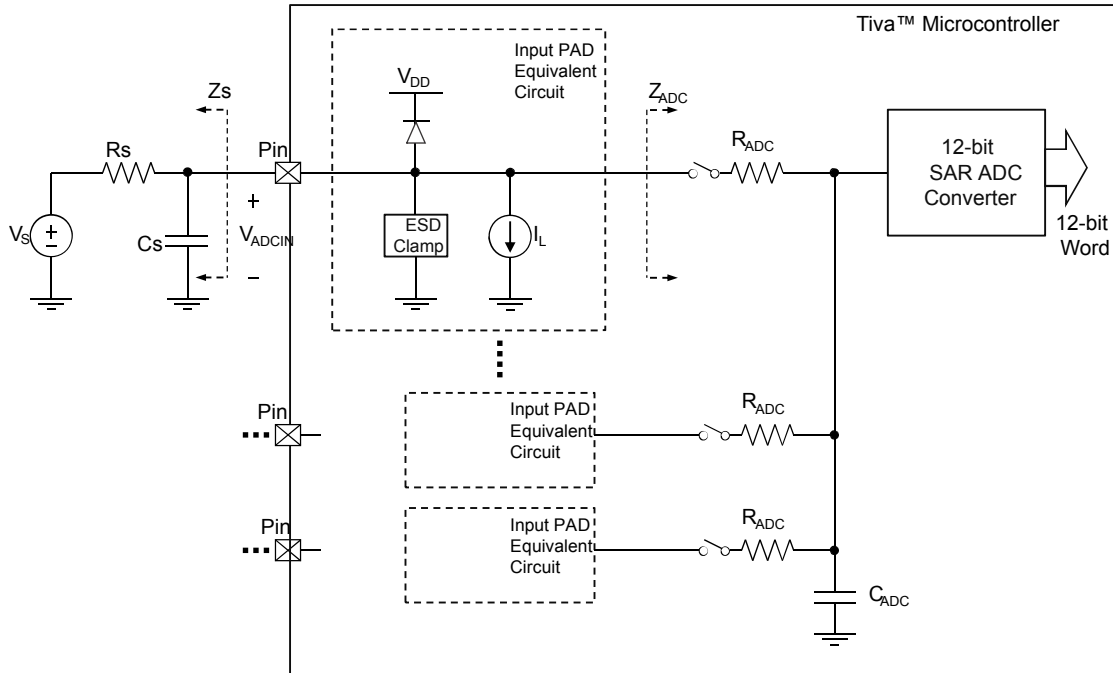 Tiva™ Microcontroller
Input PAD
Equivalent
Circuit
VDD
Zs
ZADC
Rs
Pin
RADC
12-bit
SAR ADC
Converter
+
VS
+
−
Cs
VADCIN
−
ESD
Clamp
IL
12-bit
Word
Pin
Input PAD
Equivalent
Circuit
RADC
Pin
Input PAD
Equivalent
Circuit
RADC
CADC